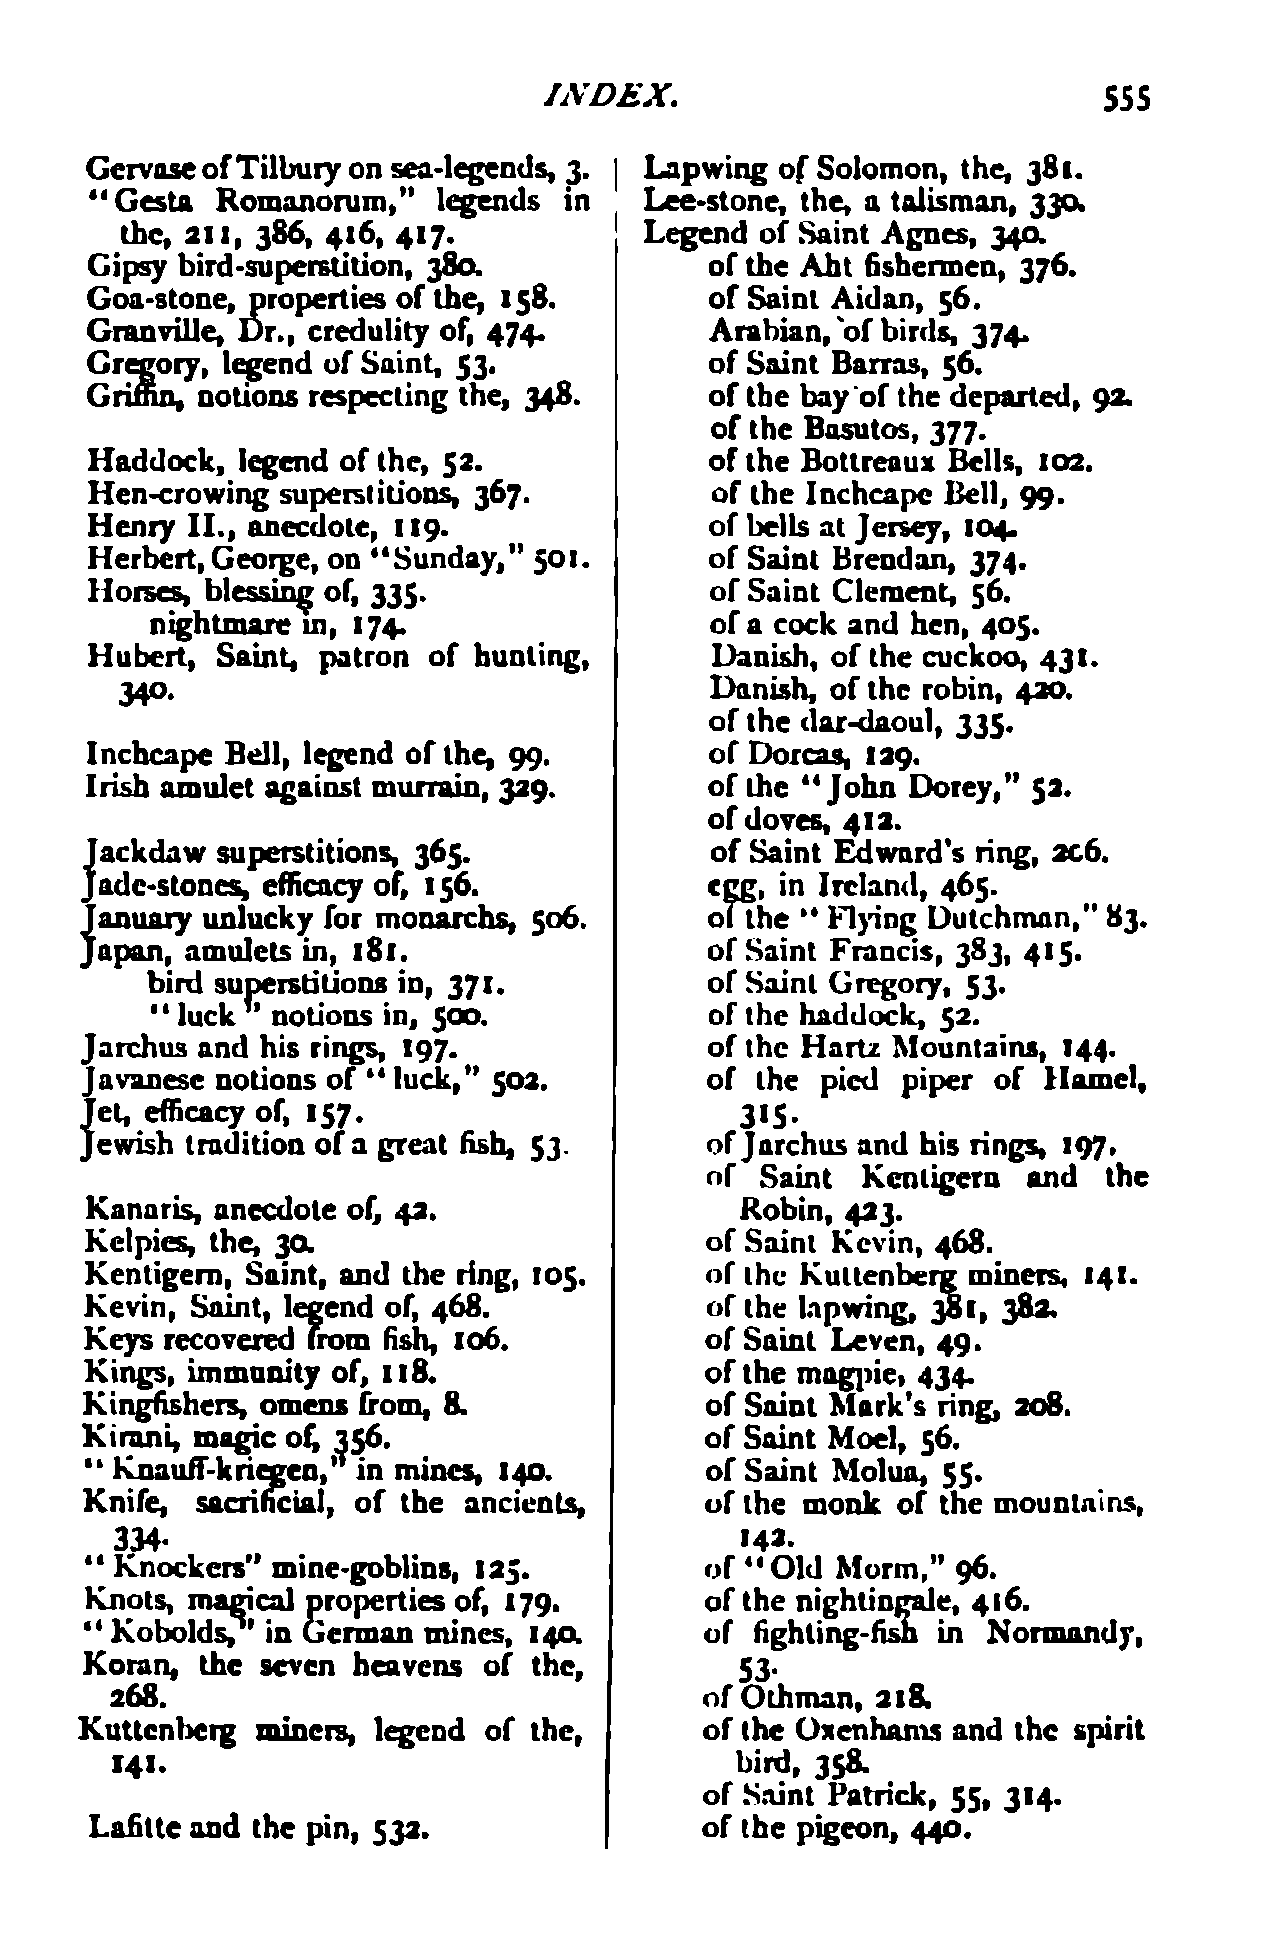 INDEX. 555
Gervase of Tilbury on sea-legends, 3.
"Gesta Romanorum," legends in
the, 211, 386, 416, 417.
Gipsy bird-superstition, 380.
Goa-stone, properties of the, 158.
Granville, Dr., credulity of, 474.
Gregory, legend of Saint, 53.
Griffin, notions respecting the, 348.
Haddock, legend of the, 52.
Hen-crowing superstitions, 367.
Henry II., anecdote, 119.
Herbert, George, on "Sunday," 501.
Horses, blessing of, 335.
nightmare in, 174.
Hubert, Saint, patron of hunting,
340.
Inchcape Bell, legend of the, 99.
Irish amulet against murrain, 329.
Jackdaw superstitions, 365.
Jade-stones, efficacy of, 156.
January unlucky for monarchs, 506.
Japan, amulets in, 181.
bird superstitions in, 371.
"luck" notions in, 500.
Jarchus and his rings, 197.
Javanese notions of "luck," 502.
Jet, efficacy of, 157.
Jewish tradition of a great fish, 53.
Kanaris, anecdote of, 42.
Kelpies, the, 30.
Kentigern, Saint, and the ring, 105.
Kevin, Saint, legend of, 468.
Keys recovered from fish, 106.
Kings, immunity of, 118.
Kingfishers, omens from, 8.
Kirani, magic of, 356.
"Knauff-kriegen," in mines, 140.
Knife, sacrificial, of the ancients,
334.
"Knockers" mine-goblins, 125.
Knots, magical properties of, 179.
"Kobolds," in German mines, 140.
Koran, the seven heavens of the,
268.
Kuttenberg miners, legend of the,
141.
Lafitte and the pin, 532.
Lapwing of Solomon, the, 381.
Lee-stone, the, a talisman, 330.
Legend of Saint Agnes, 340.
of the Aht fishermen, 376.
of Saint Aidan, 56.
Arabian, of birds, 374.
of Saint Barras, 56.
of the bay of the departed, 92.
of the Basutos, 377.
of the Bottreaux Bells, 102.
of the Inchcape Bell, 99.
of bells at Jersey, 104.
of Saint Brendan, 374.
of Saint Clement, 56.
of a cock and hen, 405.
Danish, of the cuckoo, 431.
Danish, of the robin, 420.
of the dar-daoul, 335.
of Dorcas, 129.
of the "John Dorey," 52.
of doves, 412.
of Saint Edward's ring, 206.
egg, in Ireland, 465.
of the "Flying Dutchman," 83.
of Saint Francis, 383, 415.
of Saint Gregory, 53.
of the haddock, 52.
of the Hartz Mountains, 144.
of the pied piper of Hamel,
315.
of Jarchus and his rings, 197.
of Saint Kentigern and the
Robin, 423.
of Saint Kevin, 468.
of the Kuttenberg miners, 141.
of the lapwing, 381, 382.
of Saint Leven, 49.
of the magpie, 434.
of Saint Mark's ring, 208.
of Saint Moel, 56.
of Saint Molua, 55.
of the monk of the mountains,
142.
of "Old Morm," 96.
of the nightingale, 416.
of fighting-fish in Normandy,
53.
of Othman, 218.
of the Oxenhams and the spirit
bird, 358.
of Saint Patrick, 55, 314.
of the pigeon, 440.